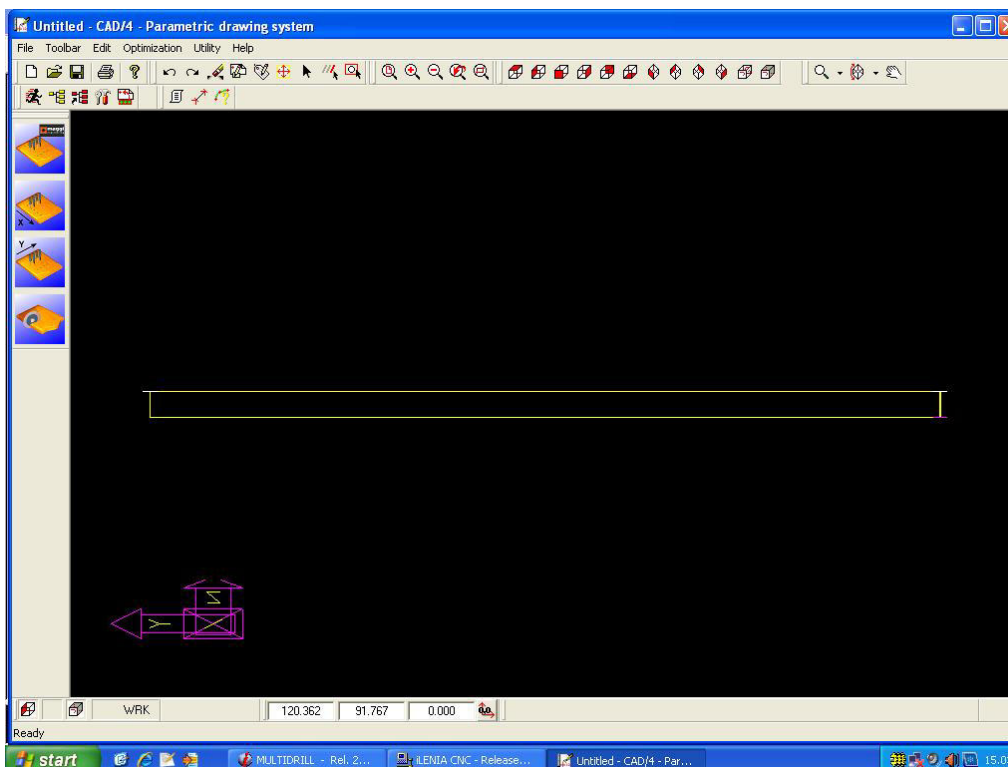 Untitled - CAD/4 - Parametric drawing system
File Toolbar Edit Optimization Utility Help
X
Y
Z
Y
X
WRK 120.362 91.767 0.000
Ready
start MULTIDRILL - Rel. 2... iLENIA CNC - Release... Untitled - CAD/4 - Par...